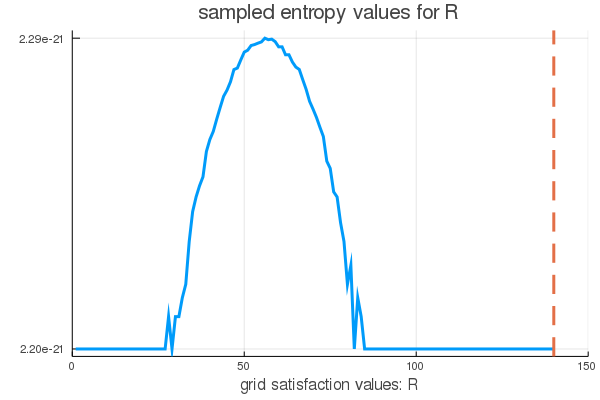 sampled entropy values for R
2.29e-21
2.20e-21
0
50
100
150
grid satisfaction values: R